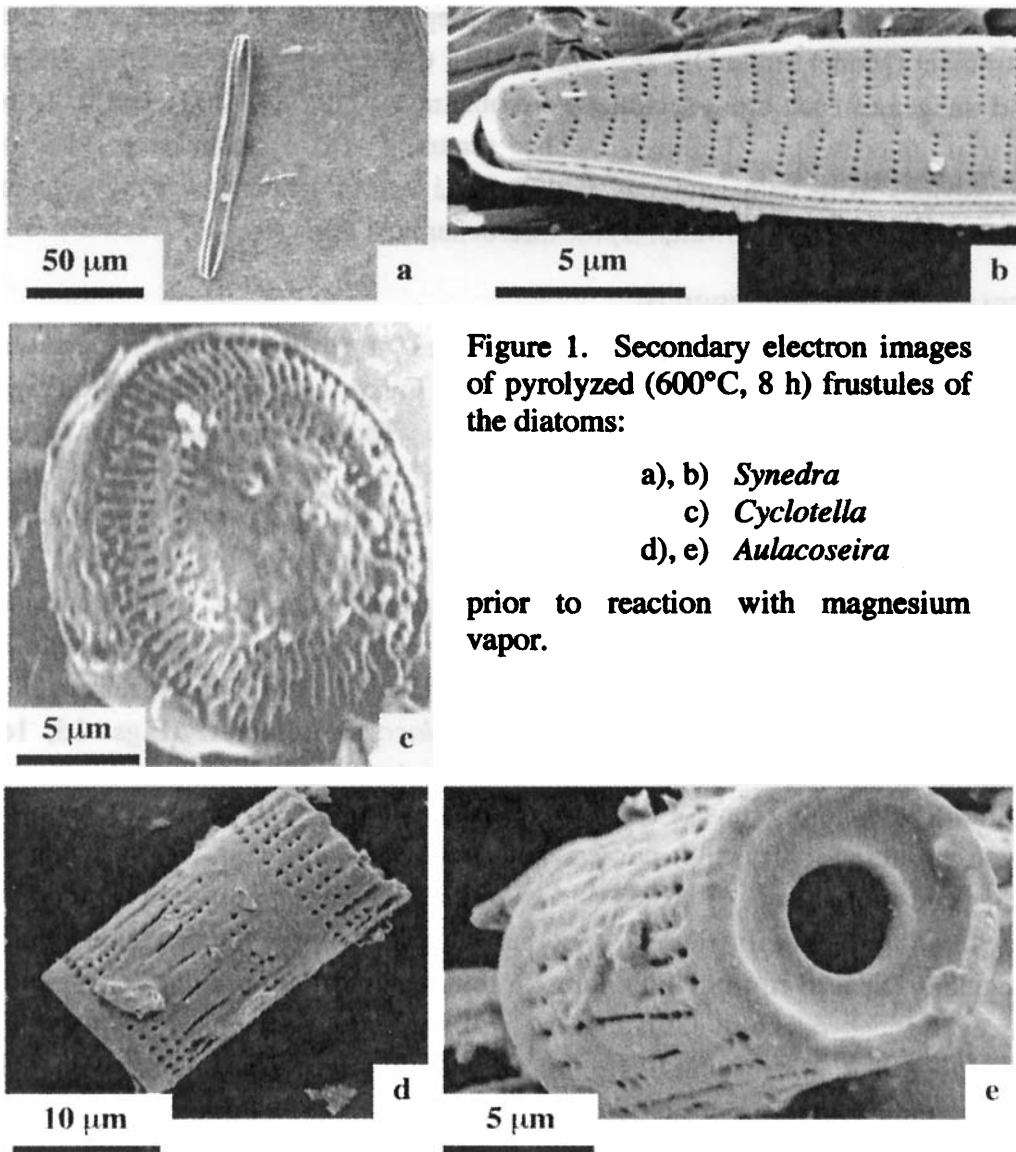 50 μm
a
5 μm
b
Figure 1. Secondary electron images
of pyrolyzed (600°C, 8 h) frustules of
the diatoms:
a), b) Synedra
c) Cyclotella
d), e) Aulacoseira
prior to reaction with magnesium
vapor.
5 μm
c
10 μm
d
5 μm
e